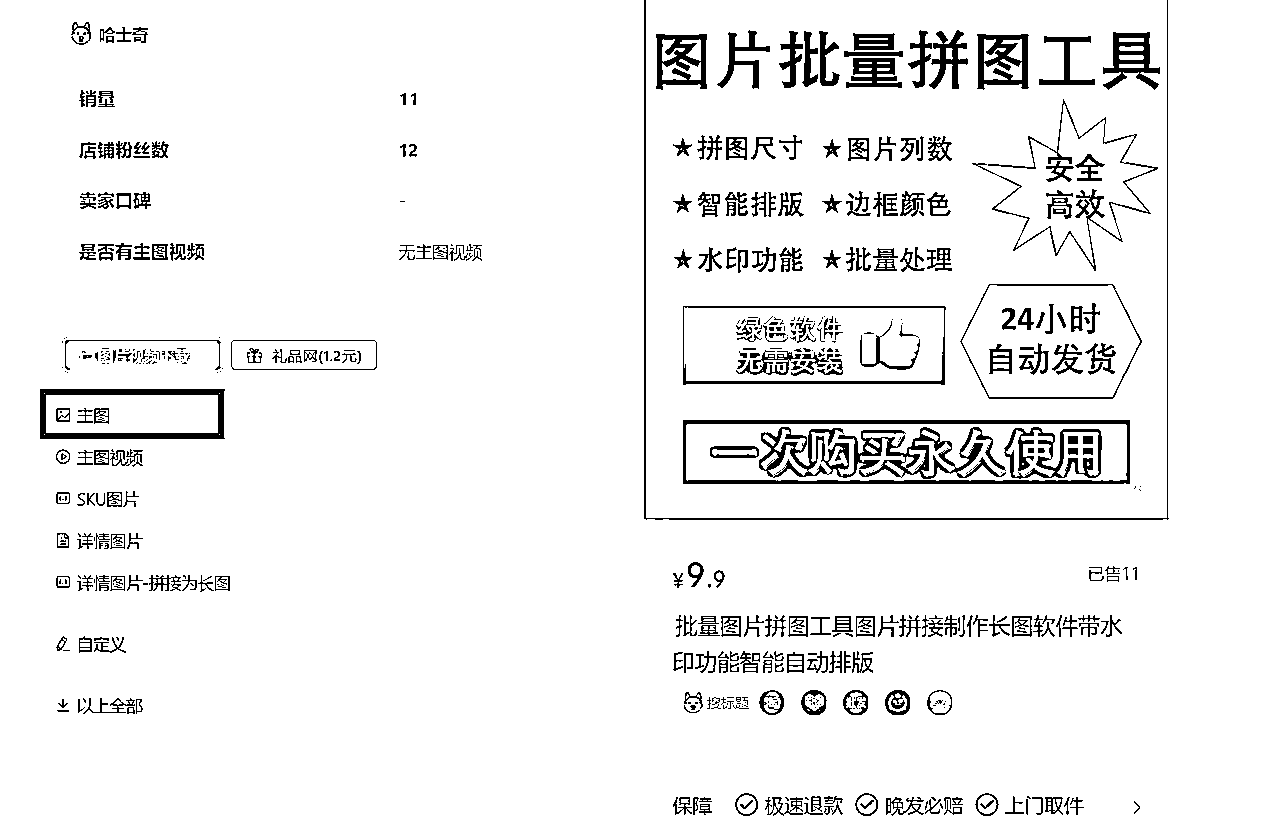 哈士奇
销量 11
店铺粉丝数 12
卖家口碑 -
是否有主图视频 无主图视频
图片视频下载 礼品网(1.2元)
主图
主图视频
SKU图片
详情图片
详情图片-拼接为长图
自定义
以上全部
图片批量拼图工具
★拼图尺寸 ★图片列数
★智能排版 ★边框颜色
★水印功能 ★批量处理
安全
高效
绿色软件
无需安装
24小时
自动发货
一次购买永久使用
¥9.9 已售11
批量图片拼图工具图片拼接制作长图软件带水
印功能智能自动排版
搜标题
保障 极速退款 晚发必赔 上门取件